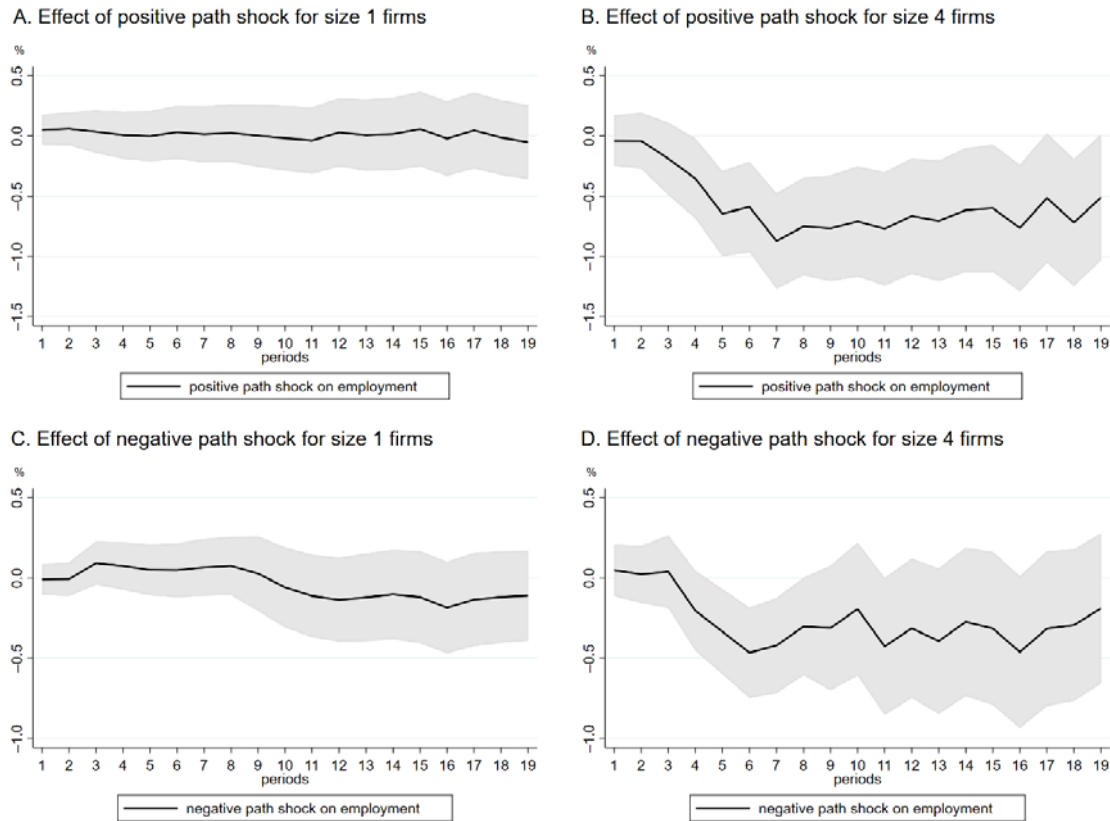 A. Effect of positive path shock for size 1 firms
%
0.5
0.0
−0.5
−1.0
−1.5
1 2 3 4 5 6 7 8 9 10 11 12 13 14 15 16 17 18 19
periods
positive path shock on employment
B. Effect of positive path shock for size 4 firms
%
0.5
0.0
−0.5
−1.0
−1.5
1 2 3 4 5 6 7 8 9 10 11 12 13 14 15 16 17 18 19
periods
positive path shock on employment
C. Effect of negative path shock for size 1 firms
%
0.5
0.0
−0.5
−1.0
1 2 3 4 5 6 7 8 9 10 11 12 13 14 15 16 17 18 19
periods
negative path shock on employment
D. Effect of negative path shock for size 4 firms
%
0.5
0.0
−0.5
−1.0
1 2 3 4 5 6 7 8 9 10 11 12 13 14 15 16 17 18 19
periods
negative path shock on employment